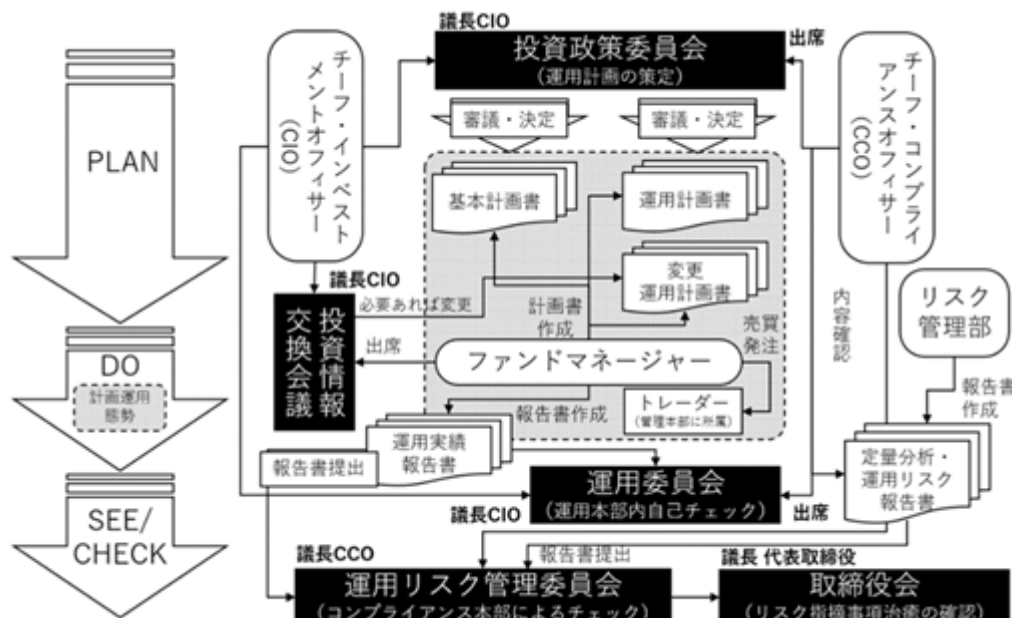 議長CIO
投資政策委員会
(運用計画の策定)
出席
チーフ・インベスト
メントオフィサー
(CIO)
チーフ・コンプライ
アンスオフィサー
(CCO)
PLAN
審議・決定
審議・決定
基本計画書
運用計画書
変更
運用計画書
議長CIO
必要あれば変更
投資情報
交換会議
計画書
作成
売買
発注
内容確認
リスク
管理部
出席
ファンドマネージャー
DO
計画運用
態勢
報告書作成
トレーダー
(管理本部に所属)
報告書
作成
運用実績
報告書
報告書提出
定量分析・
運用リスク
報告書
運用委員会
(運用本部内自己チェック)
議長CIO
出席
SEE/
CHECK
議長CCO
報告書提出
議長 代表取締役
運用リスク管理委員会
(コンプライアンス本部によるチェック)
取締役会
(リスク指摘事項治癒の確認)